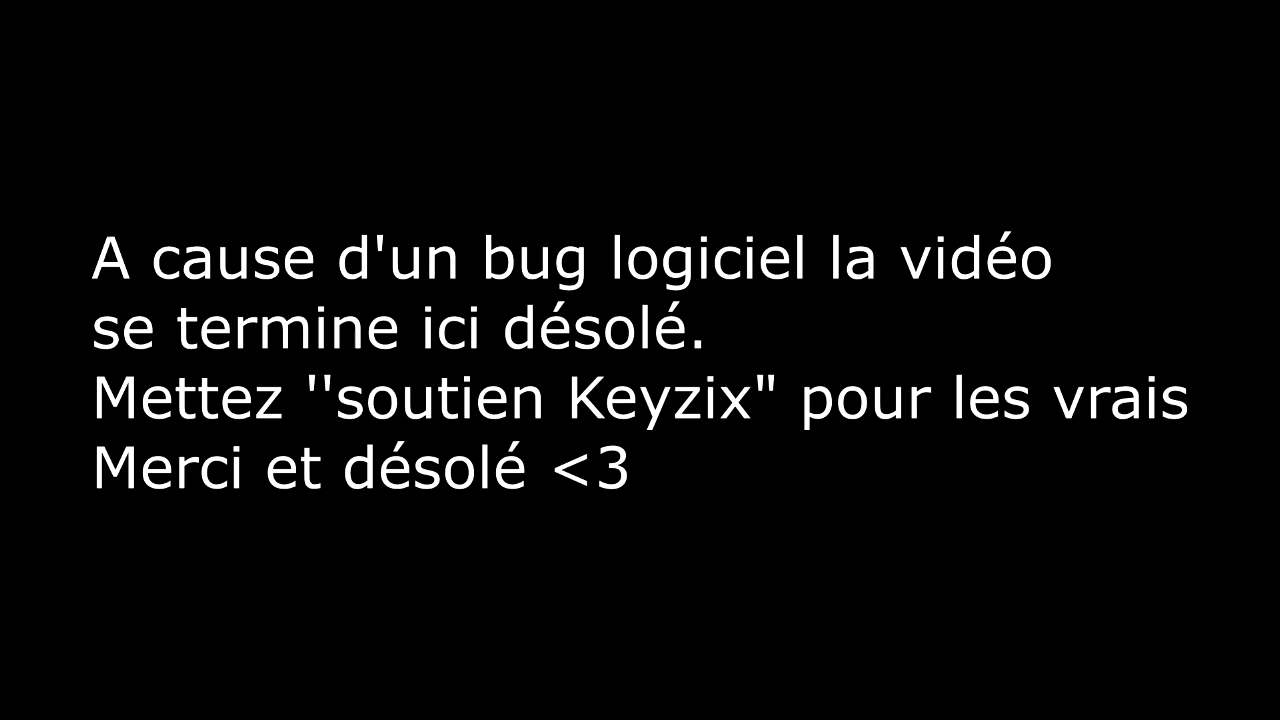 A cause d'un bug logiciel la vidéo
se termine ici désolé.
Mettez ''soutien Keyzix" pour les vrais
Merci et désolé <3